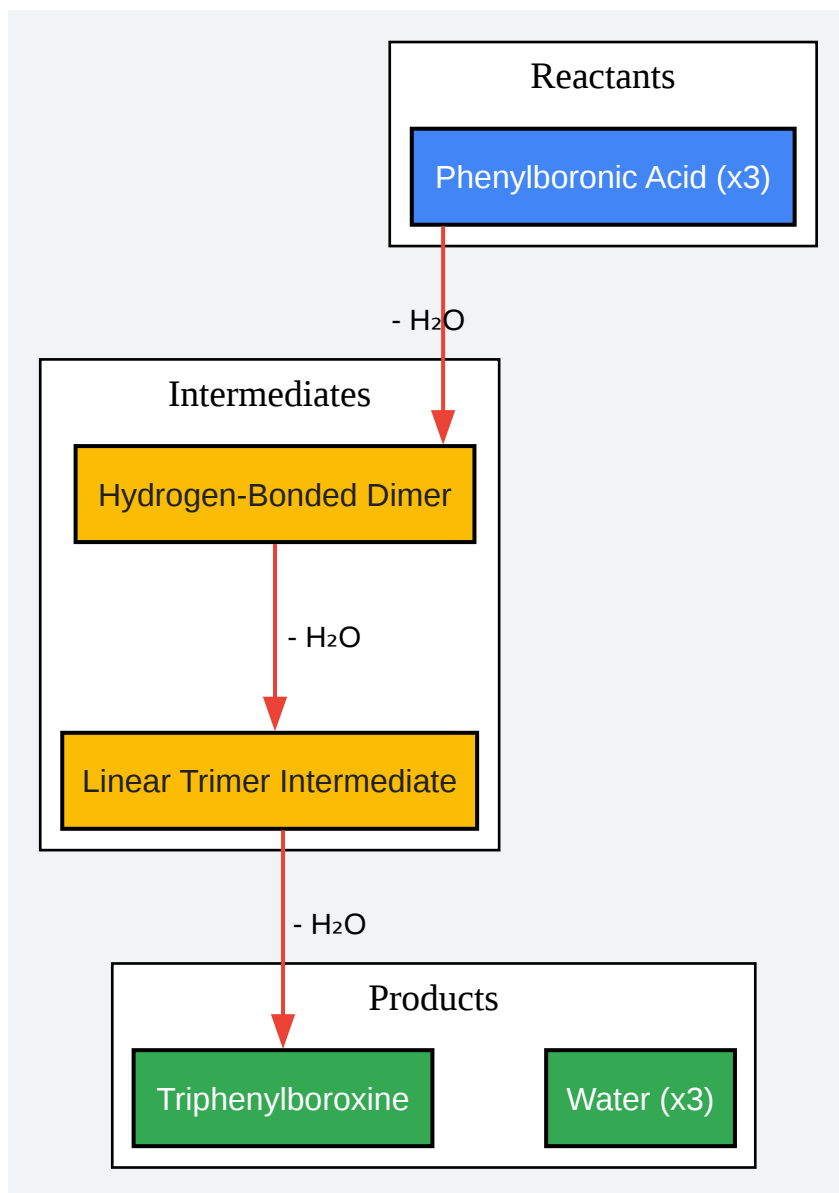 Reactants
Phenylboronic Acid (x3)
- H₂O
Intermediates
Hydrogen-Bonded Dimer
- H₂O
Linear Trimer Intermediate
- H₂O
Products
Triphenylboroxine
Water (x3)